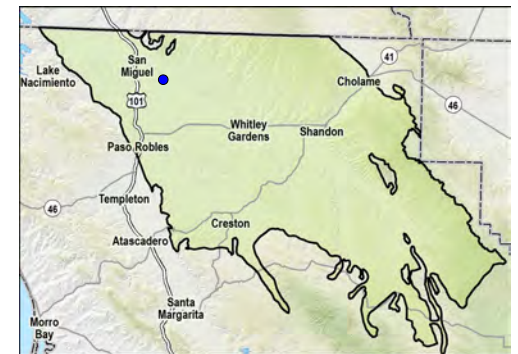 San
Miguel
Lake
Nacimiento
101
41
Cholame
46
Whitley
Gardens
Shandon
Paso Robles
Templeton
46
Creston
Atascadero
Santa
Margarita
Morro
Bay